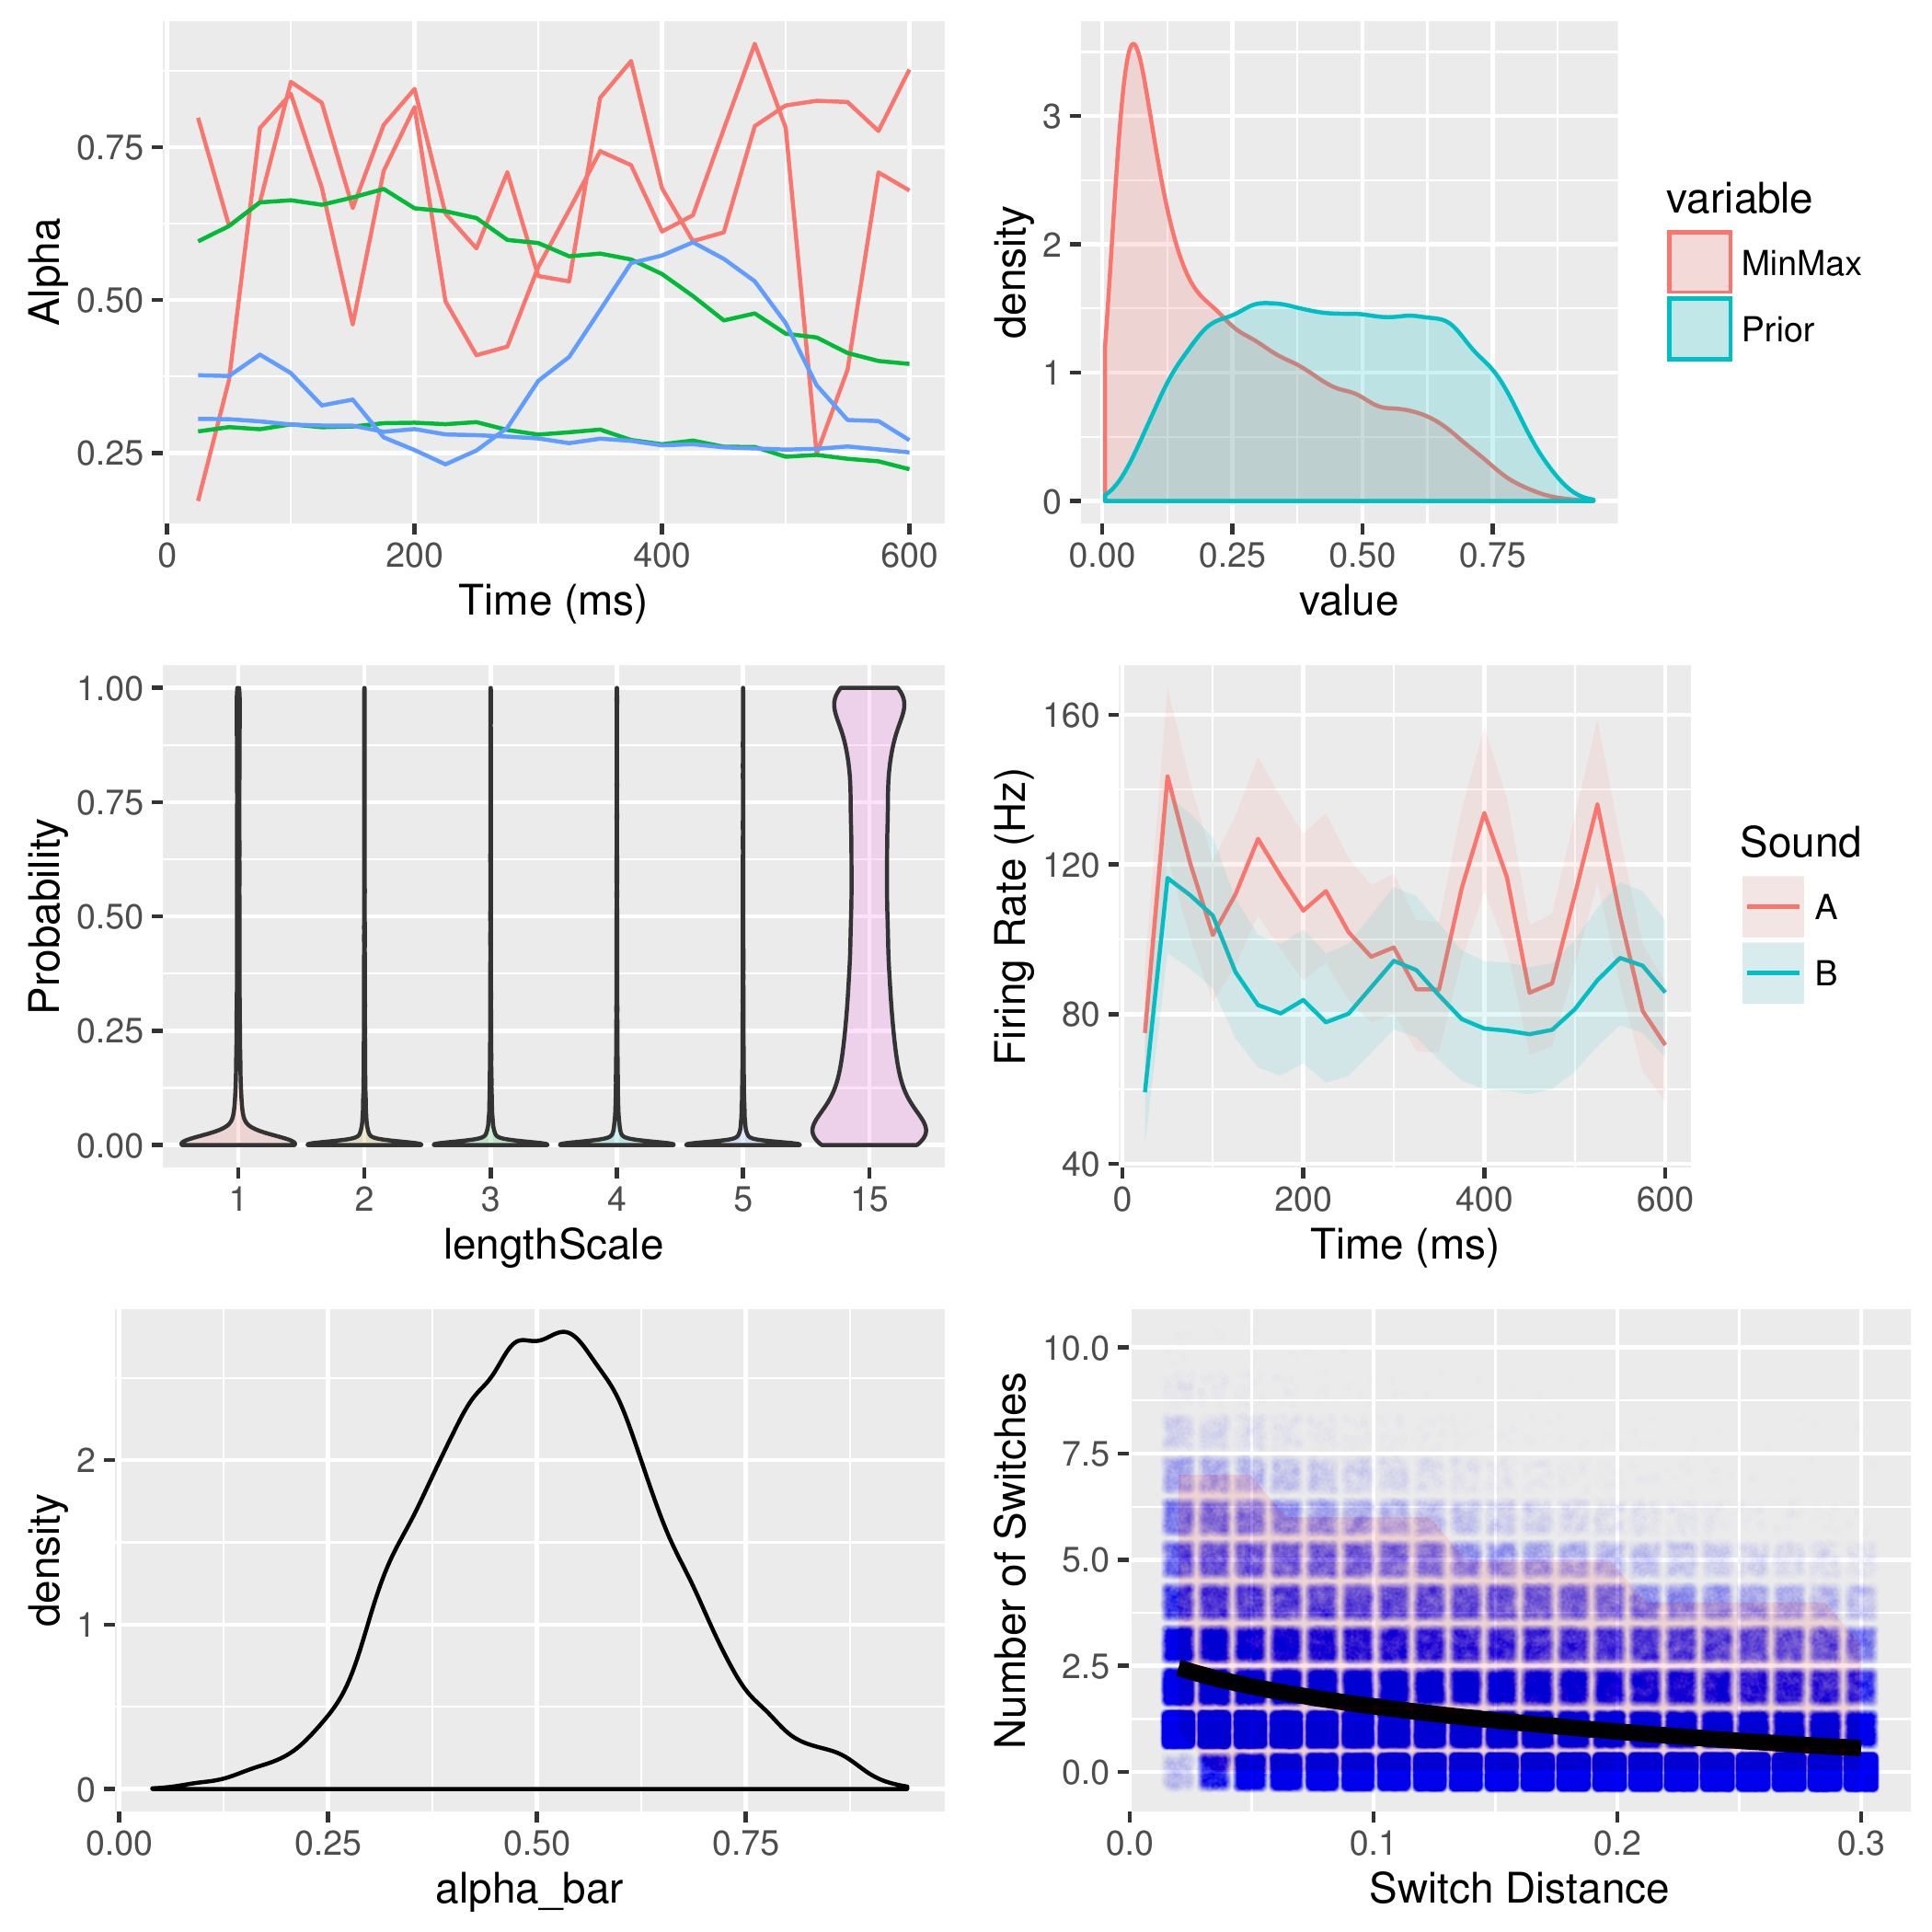 Alpha
0.75
0.50
0.25
0 200 400 600
Time (ms)
density
3
2
1
0
0.00 0.25 0.50 0.75
value
variable
MinMax
Prior
Probability
1.00
0.75
0.50
0.25
0.00
1 2 3 4 5 15
lengthScale
Firing Rate (Hz)
160
120
80
40
0 200 400 600
Time (ms)
Sound
A
B
density
2
1
0
0.00 0.25 0.50 0.75
alpha_bar
Number of Switches
10.0
7.5
5.0
2.5
0.0
0.0 0.1 0.2 0.3
Switch Distance